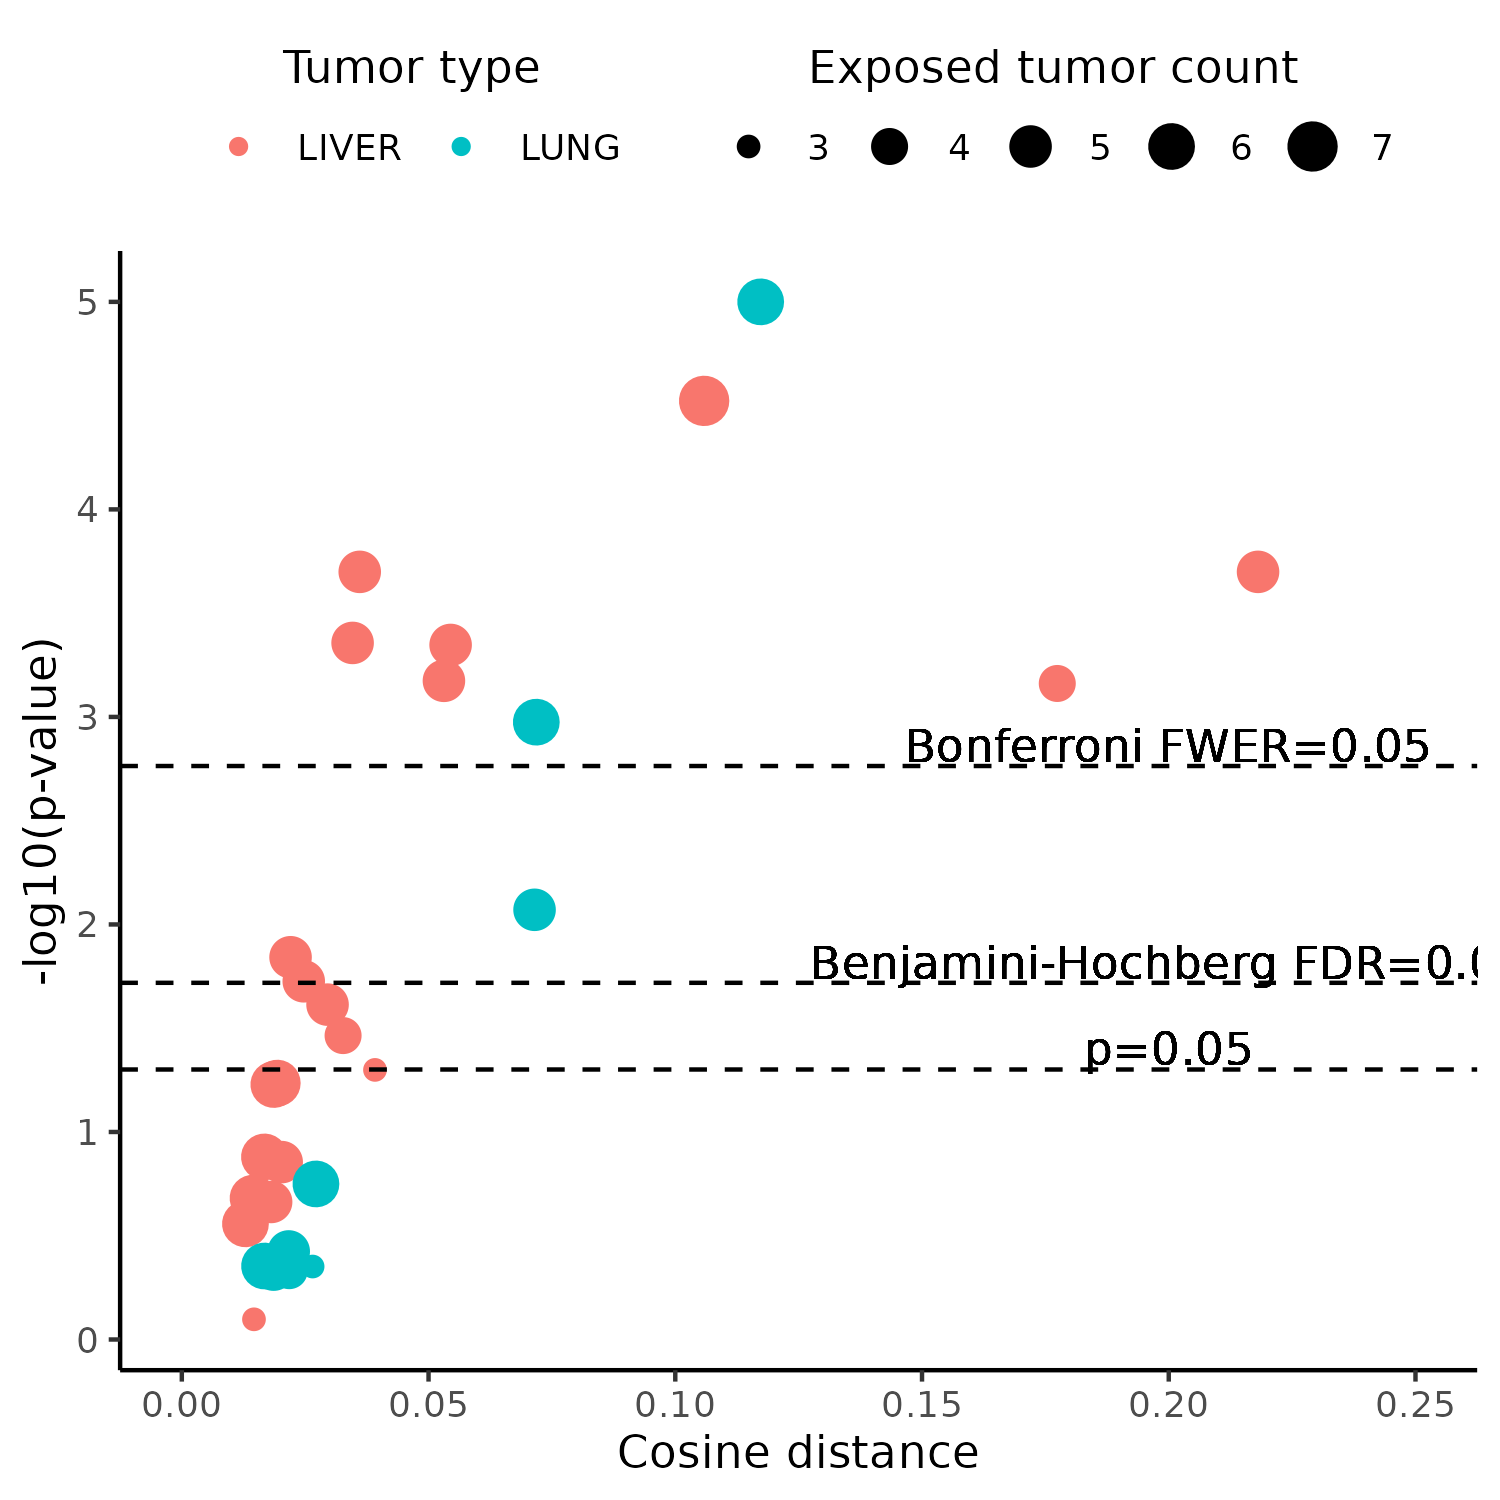 Tumor type Exposed tumor count
LIVER LUNG 3 4 5 6 7
5
4
3
2
1
0
-log10(p-value)
Bonferroni FWER=0.05
Benjamini-Hochberg FDR=0.0
p=0.05
0.00 0.05 0.10 0.15 0.20 0.25
Cosine distance